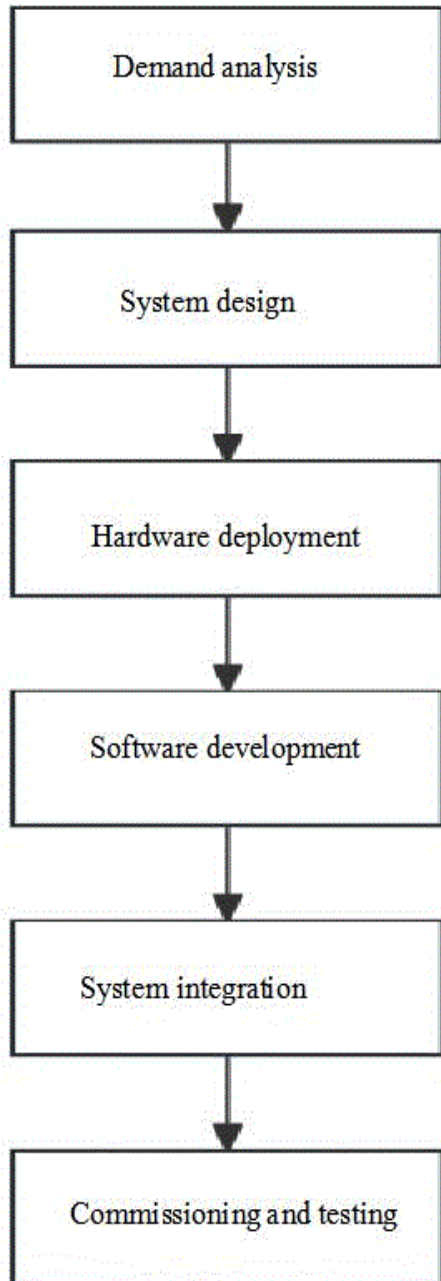 Demand analysis
System design
Hardware deployment
Software development
System integration
Commissioning and testing